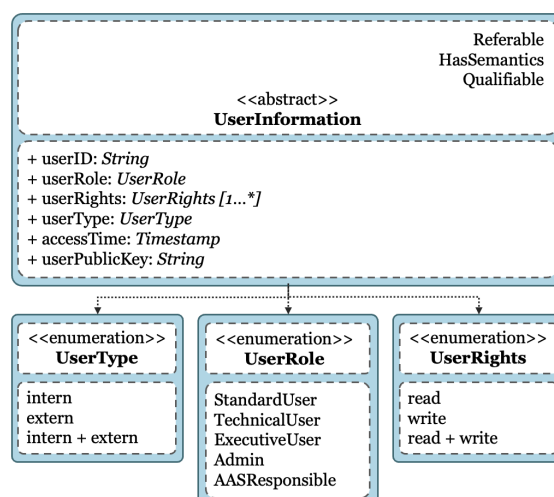 Referable
HasSemantics
Qualifiable
<<abstract>>
UserInformation
+ userID: String
+ userRole: UserRole
+ userRights: UserRights [1...*]
+ userType: UserType
+ accessTime: Timestamp
+ userPublicKey: String
<<enumeration>>
UserType
intern
extern
intern + extern
<<enumeration>>
UserRole
StandardUser
TechnicalUser
ExecutiveUser
Admin
AASResponsible
<<enumeration>>
UserRights
read
write
read + write